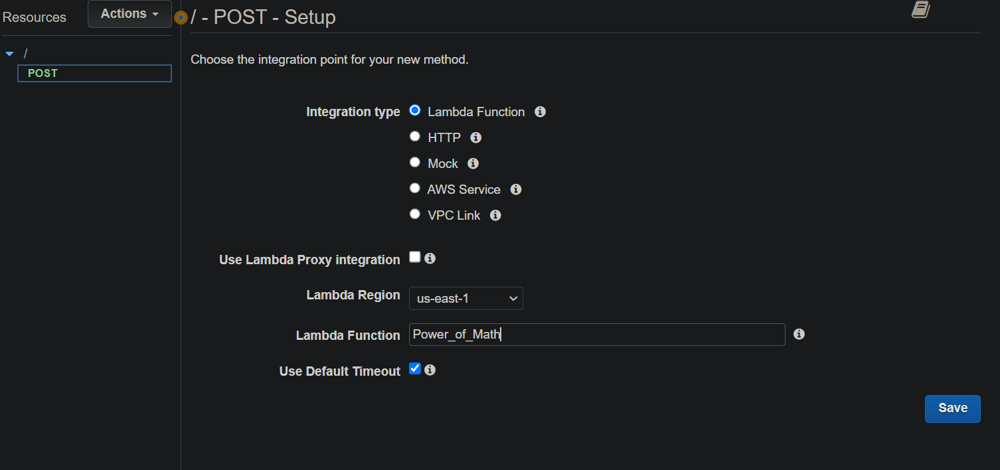 Resources
Actions
/
POST
/ - POST - Setup
Choose the integration point for your new method.
Integration type
Lambda Function
HTTP
Mock
AWS Service
VPC Link
Use Lambda Proxy integration
Lambda Region
us-east-1
Lambda Function
Power_of_Math
Use Default Timeout
Save